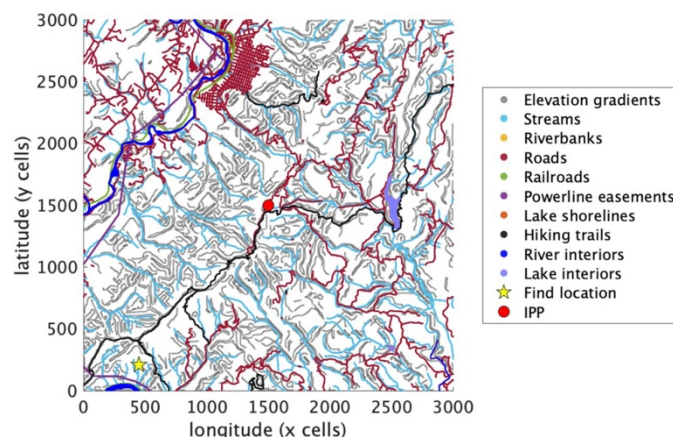 3000
2500
2000
1500
1000
500
0
latitude (y cells)
0 500 1000 1500 2000 2500 3000
longitude (x cells)
Elevation gradients
Streams
Riverbanks
Roads
Railroads
Powerline easements
Lake shorelines
Hiking trails
River interiors
Lake interiors
Find location
IPP